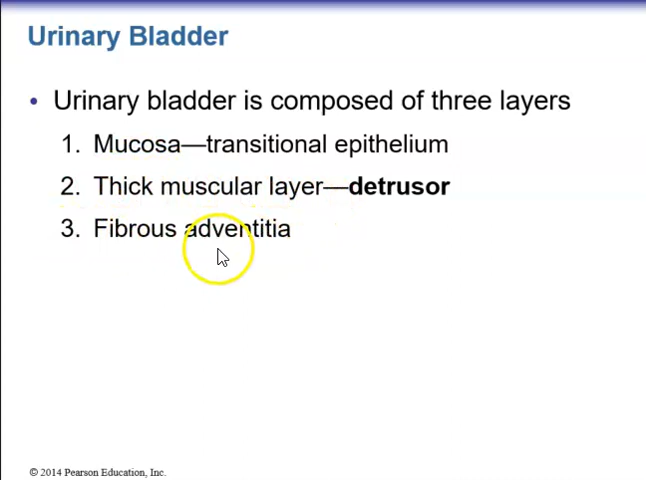 Urinary Bladder
• Urinary bladder is composed of three layers
1. Mucosa—transitional epithelium
2. Thick muscular layer—detrusor
3. Fibrous adventitia
© 2014 Pearson Education, Inc.